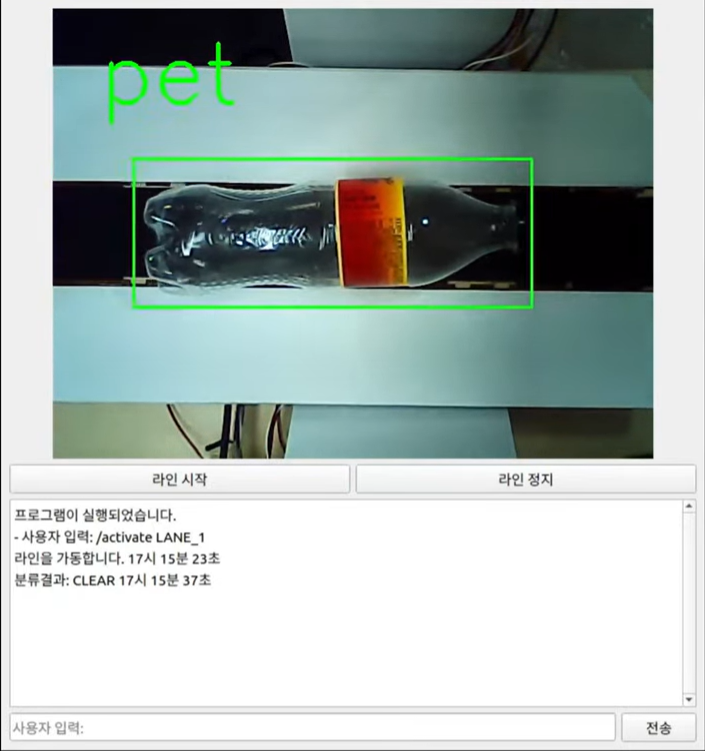 pet
라인 시작
라인 정지
프로그램이 실행되었습니다.
- 사용자 입력: /activate LANE_1
라인을 가동합니다. 17시 15분 23초
분류결과: CLEAR 17시 15분 37초
사용자 입력:
전송